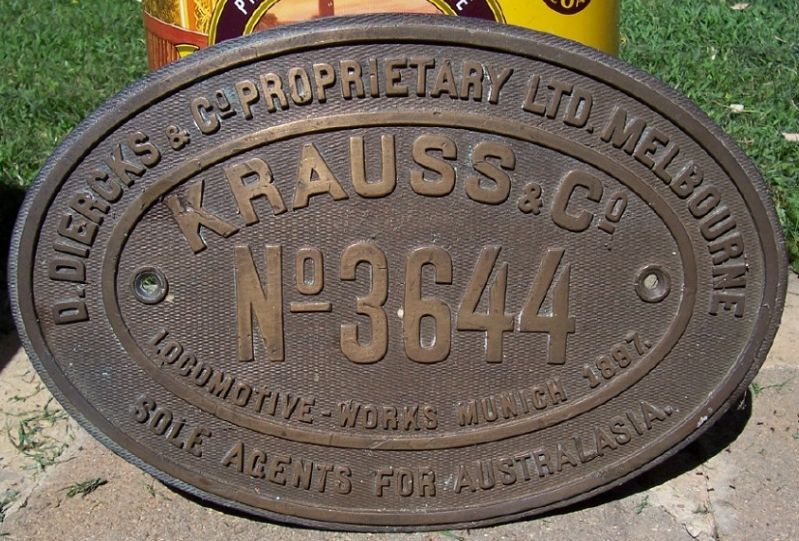 D. DIERCKS & Cº PROPRIETARY LTD. MELBOURNE
KRAUSS & Cº
Nº 3644
LOCOMOTIVE-WORKS MUNICH 1897.
SOLE AGENTS FOR AUSTRALASIA.